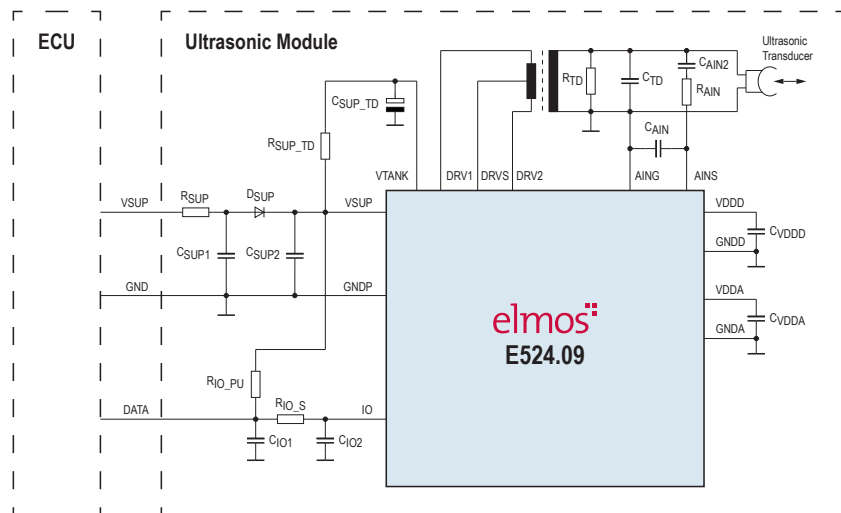 ECU
Ultrasonic Module
Ultrasonic
Transducer
CAIN2
RTD
CTD
RAIN
CSUP_TD
CAIN
RSUP_TD
VTANK
DRV1
DRVS
DRV2
AING
AINS
VSUP
RSUP
DSUP
VSUP
VDDD
CVDDD
CSUP1
CSUP2
GNDD
GND
GNDP
VDDA
CVDDA
elmos
GNDA
E524.09
RIO_PU
RIO_S
DATA
IO
CIO1
CIO2